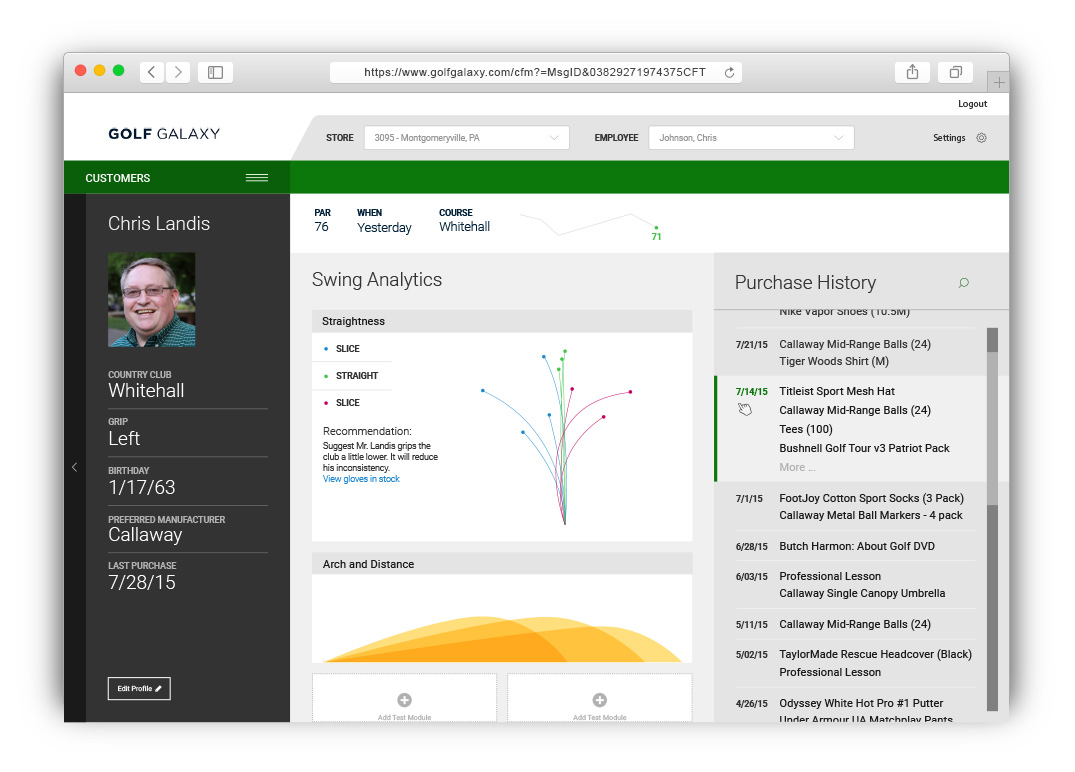 https://www.golfgalaxy.com/cfm?=MsgID&03829271974375CFT
Logout
GOLF GALAXY
STORE
3095 - Montgomeryville, PA
EMPLOYEE
Johnson, Chris
Settings
CUSTOMERS
Chris Landis
COUNTRY CLUB
Whitehall
GRIP
Left
BIRTHDAY
1/17/63
PREFERRED MANUFACTURER
Callaway
LAST PURCHASE
7/28/15
Edit Profile
PAR
76
WHEN
Yesterday
COURSE
Whitehall
71
Swing Analytics
Straightness
SLICE
STRAIGHT
SLICE
Recommendation:
Suggest Mr. Landis grips the
club a little lower. It will reduce
his inconsistency.
View gloves in stock
Arch and Distance
Add Test Module
Add Test Module
Purchase History
Nike Vapor Shoes (10.5M)
7/21/15 Callaway Mid-Range Balls (24)
Tiger Woods Shirt (M)
7/14/15 Titleist Sport Mesh Hat
Callaway Mid-Range Balls (24)
Tees (100)
Bushnell Golf Tour v3 Patriot Pack
More ...
7/1/15 FootJoy Cotton Sport Socks (3 Pack)
Callaway Metal Ball Markers - 4 pack
6/28/15 Butch Harmon: About Golf DVD
6/03/15 Professional Lesson
Callaway Single Canopy Umbrella
5/11/15 Callaway Mid-Range Balls (24)
5/02/15 TaylorMade Rescue Headcover (Black)
Professional Lesson
4/26/15 Odyssey White Hot Pro #1 Putter
Under Armour UA Matchplay Pants